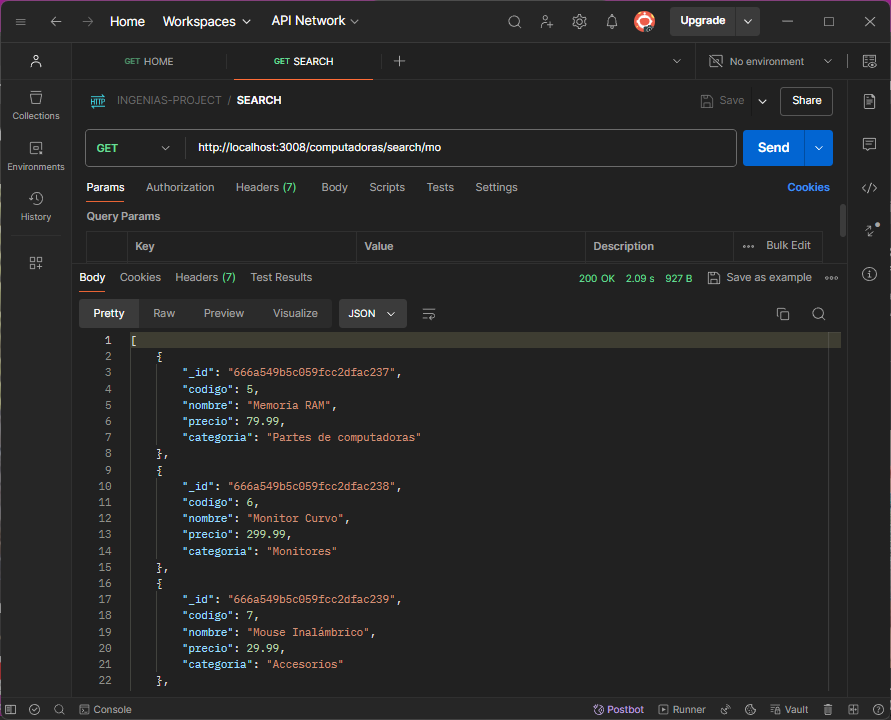 Home Workspaces API Network Upgrade
GET HOME GET SEARCH No environment
HTTP INGENIAS-PROJECT / SEARCH Save Share
Collections
Environments
History
GET http://localhost:3008/computadoras/search/mo Send
Params Authorization Headers (7) Body Scripts Tests Settings Cookies
Query Params
Key Value Description Bulk Edit
Body Cookies Headers (7) Test Results 200 OK 2.09 s 927 B Save as example
Pretty Raw Preview Visualize JSON
1 [
2 {
3 "_id": "666a549b5c059fcc2dfac237",
4 "codigo": 5,
5 "nombre": "Memoria RAM",
6 "precio": 79.99,
7 "categoria": "Partes de computadoras"
8 },
9 {
10 "_id": "666a549b5c059fcc2dfac238",
11 "codigo": 6,
12 "nombre": "Monitor Curvo",
13 "precio": 299.99,
14 "categoria": "Monitores"
15 },
16 {
17 "_id": "666a549b5c059fcc2dfac239",
18 "codigo": 7,
19 "nombre": "Mouse Inalámbrico",
20 "precio": 29.99,
21 "categoria": "Accesorios"
22 },
Console Postbot Runner Vault